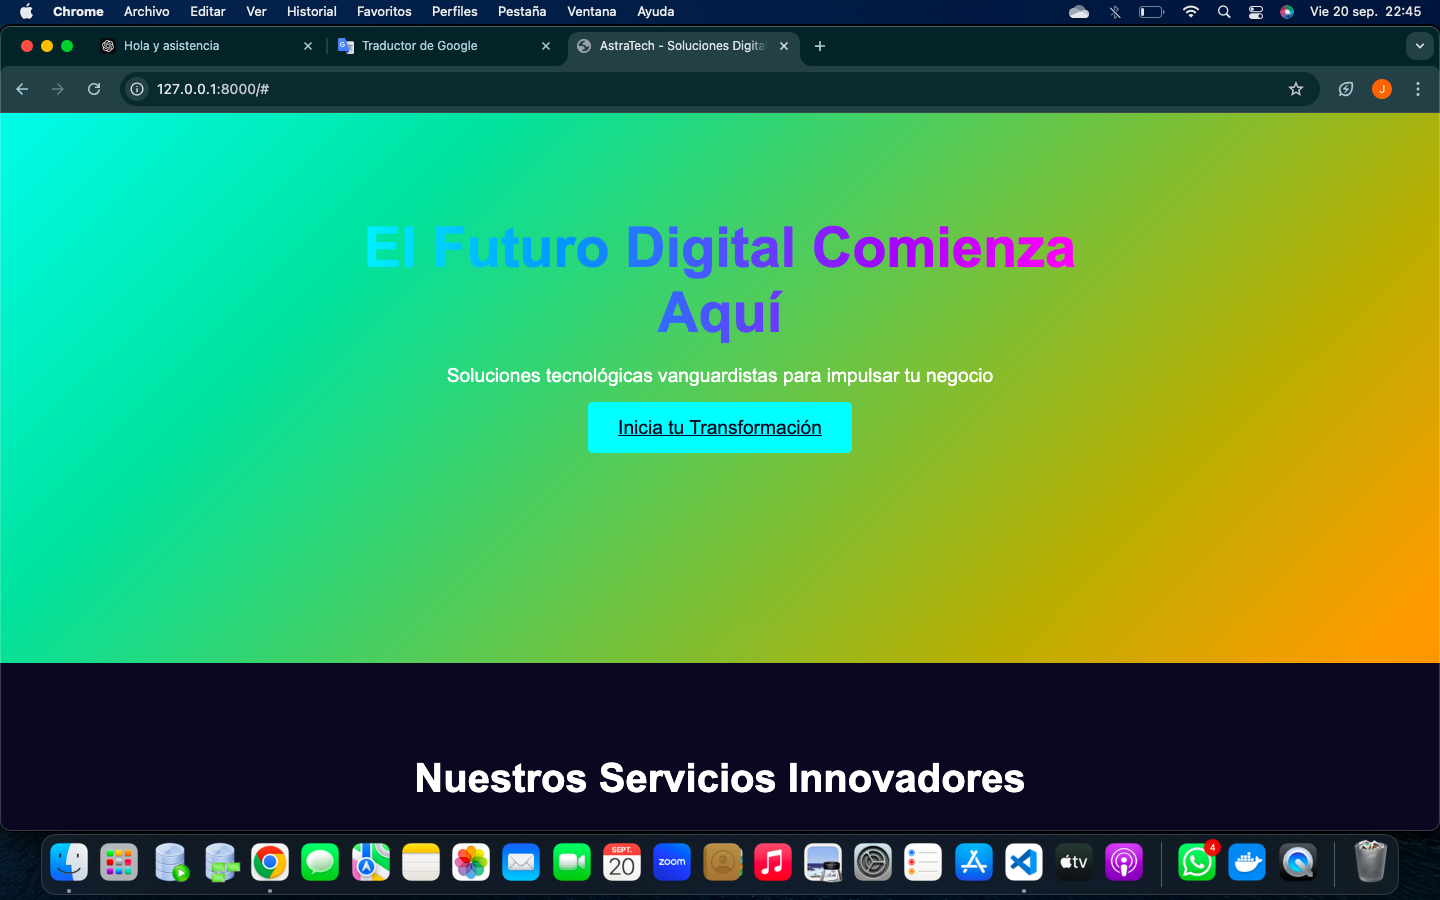 Chrome Archivo Editar Ver Historial Favoritos Perfiles Pestaña Ventana Ayuda Vie 20 sep. 22:45
Hola y asistencia Traductor de Google AstraTech - Soluciones Digita
127.0.0.1:8000/# J
El Futuro Digital Comienza
Aquí
Soluciones tecnológicas vanguardistas para impulsar tu negocio
Inicia tu Transformación
Nuestros Servicios Innovadores
SEPT.
20
zoom
tv
4